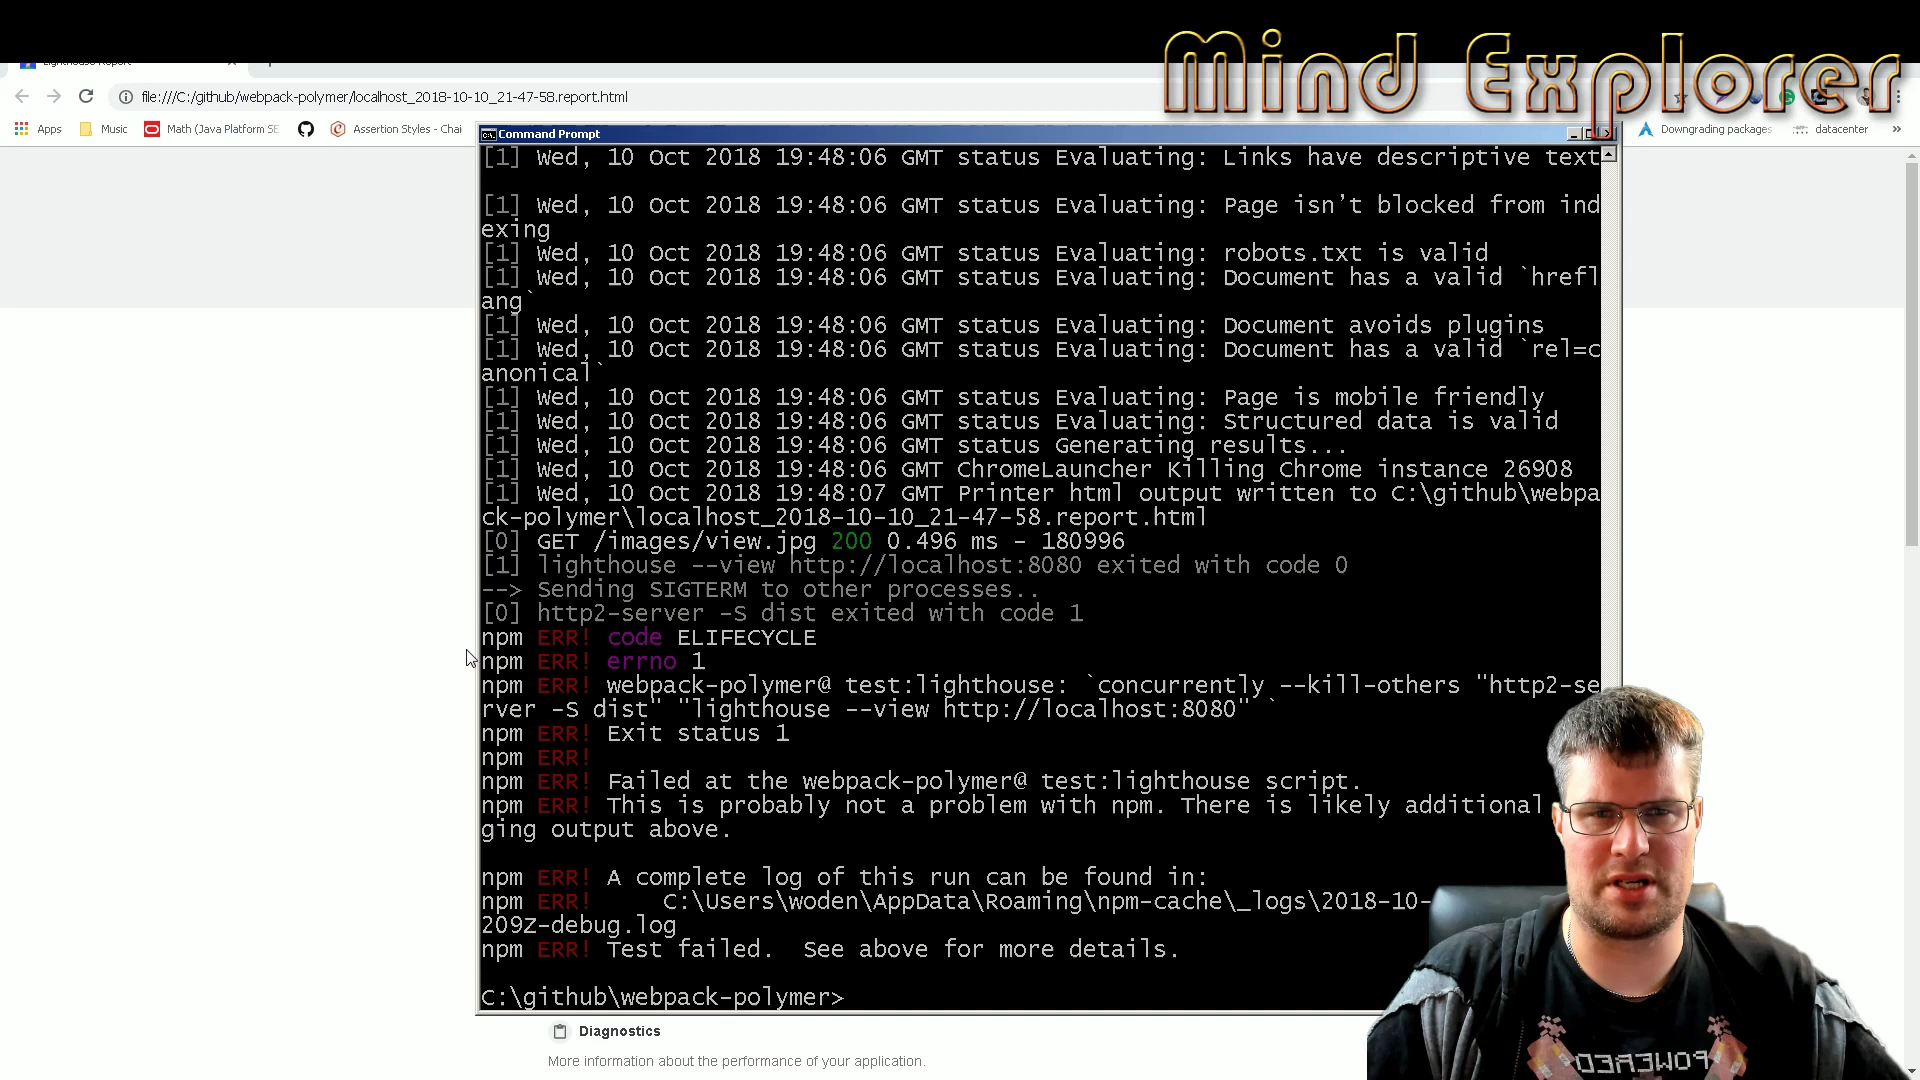 Mind Explorer
Lighthouse Report
file:///C:/github/webpack-polymer/localhost_2018-10-10_21-47-58.report.html
Apps Music Math (Java Platform SE Assertion Styles - Chai Downgrading packages datacenter »
Command Prompt
[1] Wed, 10 Oct 2018 19:48:06 GMT status Evaluating: Links have descriptive text
[1] Wed, 10 Oct 2018 19:48:06 GMT status Evaluating: Page isn’t blocked from ind
exing
[1] Wed, 10 Oct 2018 19:48:06 GMT status Evaluating: robots.txt is valid
[1] Wed, 10 Oct 2018 19:48:06 GMT status Evaluating: Document has a valid `hrefl
ang`
[1] Wed, 10 Oct 2018 19:48:06 GMT status Evaluating: Document avoids plugins
[1] Wed, 10 Oct 2018 19:48:06 GMT status Evaluating: Document has a valid `rel=c
anonical`
[1] Wed, 10 Oct 2018 19:48:06 GMT status Evaluating: Page is mobile friendly
[1] Wed, 10 Oct 2018 19:48:06 GMT status Evaluating: Structured data is valid
[1] Wed, 10 Oct 2018 19:48:06 GMT status Generating results...
[1] Wed, 10 Oct 2018 19:48:06 GMT ChromeLauncher Killing Chrome instance 26908
[1] Wed, 10 Oct 2018 19:48:07 GMT Printer html output written to C:\github\webpa
ck-polymer\localhost_2018-10-10_21-47-58.report.html
[0] GET /images/view.jpg 200 0.496 ms - 180996
[1] lighthouse --view http://localhost:8080 exited with code 0
--> Sending SIGTERM to other processes..
[0] http2-server -S dist exited with code 1
npm ERR! code ELIFECYCLE
npm ERR! errno 1
npm ERR! webpack-polymer@ test:lighthouse: `concurrently --kill-others "http2-se
rver -S dist" "lighthouse --view http://localhost:8080" `
npm ERR! Exit status 1
npm ERR!
npm ERR! Failed at the webpack-polymer@ test:lighthouse script.
npm ERR! This is probably not a problem with npm. There is likely additional
ging output above.
npm ERR! A complete log of this run can be found in:
npm ERR! C:\Users\woden\AppData\Roaming\npm-cache\_logs\2018-10-
209Z-debug.log
npm ERR! Test failed. See above for more details.
C:\github\webpack-polymer>
Diagnostics
More information about the performance of your application.
POWERED